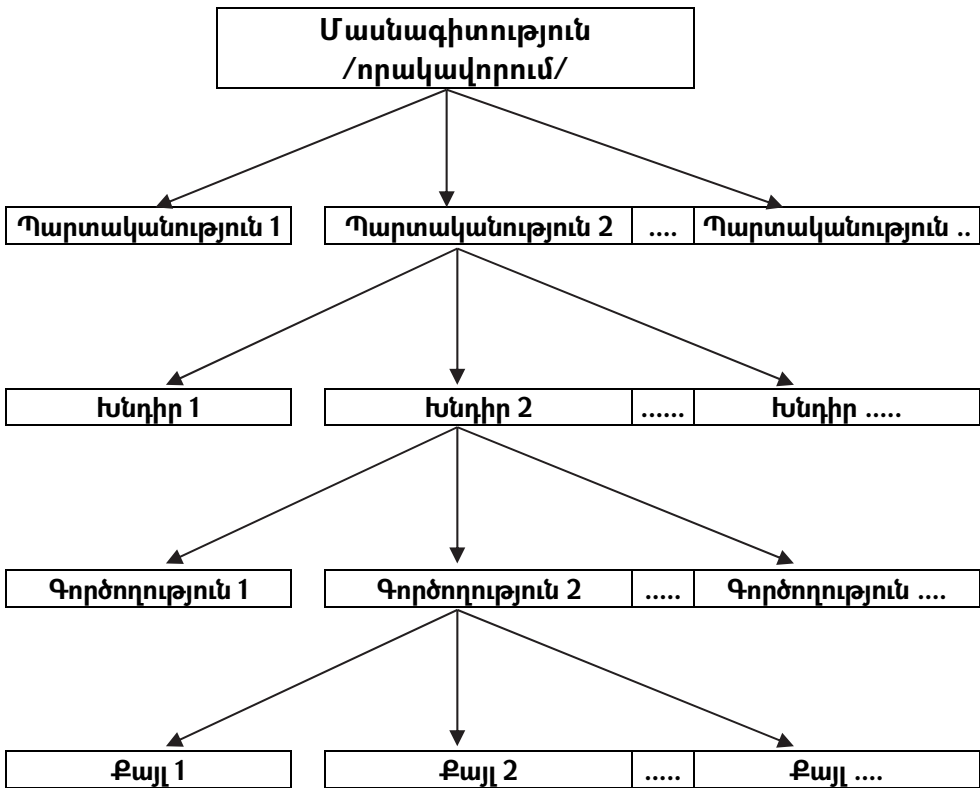 Մասնագիտություն
/որակավորում/
Պարտականություն 1 Պարտականություն 2 .... Պարտականություն ..
Խնդիր 1 Խնդիր 2 ...... Խնդիր .....
Գործողություն 1 Գործողություն 2 ..... Գործողություն ....
Քայլ 1 Քայլ 2 ..... Քայլ ....